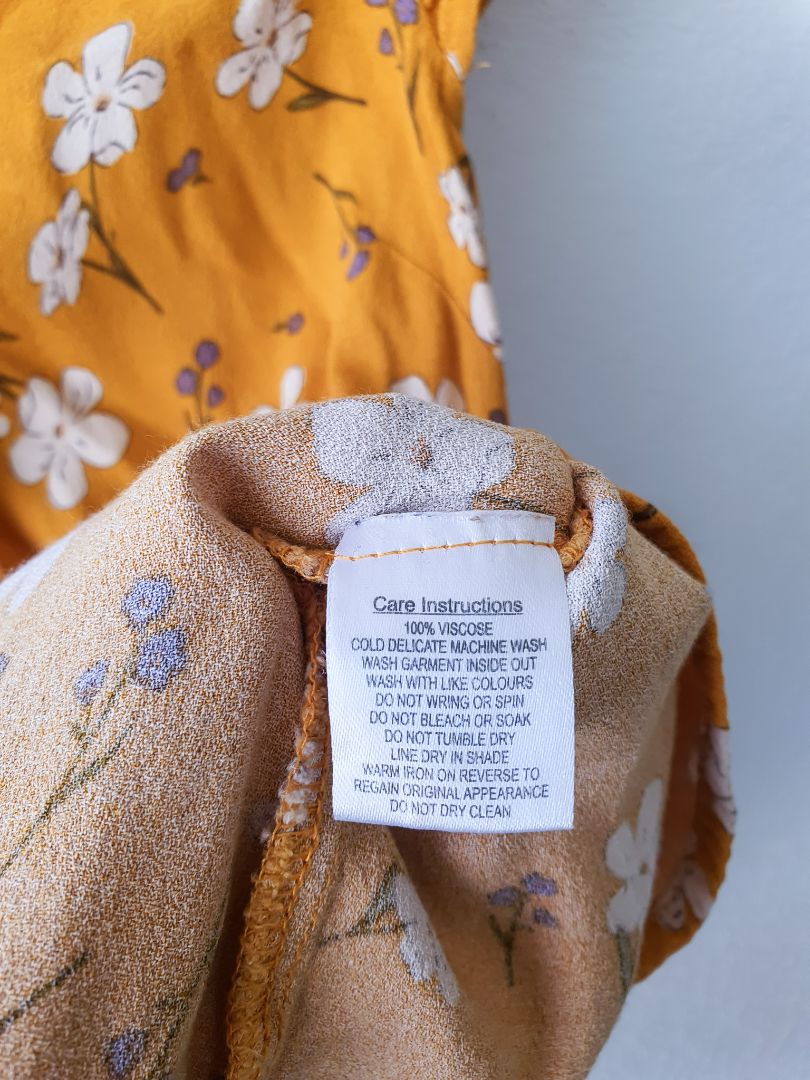 Care Instructions
100% VISCOSE
COLD DELICATE MACHINE WASH
WASH GARMENT INSIDE OUT
WASH WITH LIKE COLOURS
DO NOT WRING OR SPIN
DO NOT BLEACH OR SOAK
DO NOT TUMBLE DRY
LINE DRY IN SHADE
WARM IRON ON REVERSE TO
REGAIN ORIGINAL APPEARANCE
DO NOT DRY CLEAN